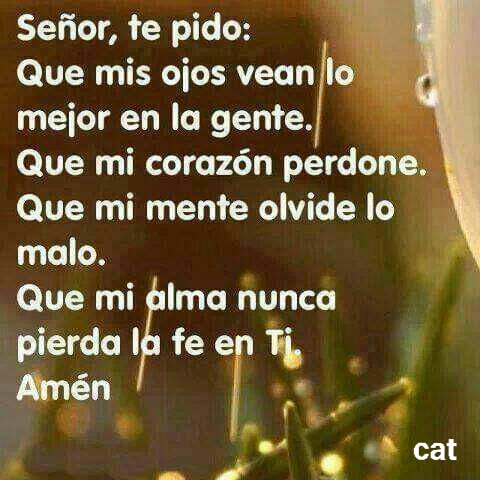 Señor, te pido:
Que mis ojos vean lo
mejor en la gente.
Que mi corazón perdone.
Que mi mente olvide lo
malo.
Que mi alma nunca
pierda la fe en Ti.
Amén
cat